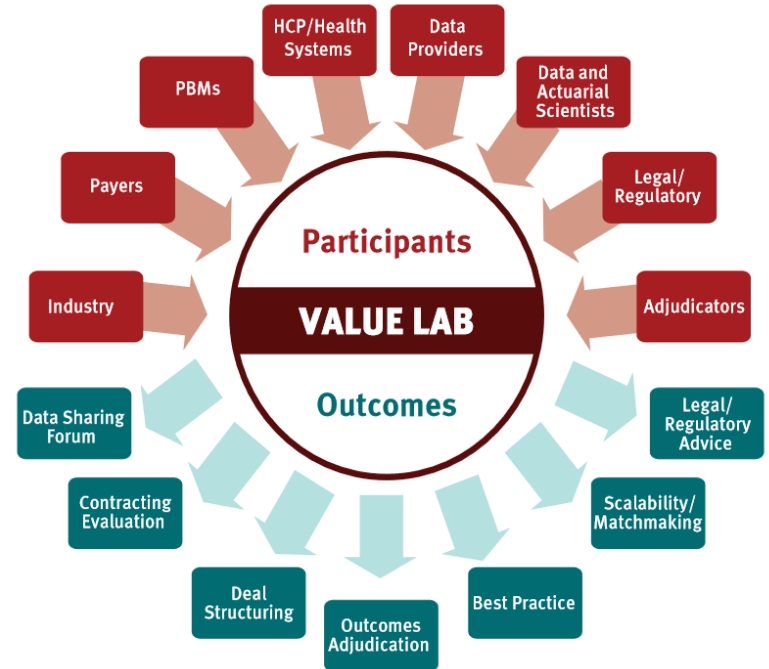 HCP/Health
Systems
Data
Providers
PBMs
Data and
Actuarial
Scientists
Payers
Legal/
Regulatory
Participants
Industry
VALUE LAB
Adjudicators
Outcomes
Data Sharing
Forum
Legal/
Regulatory
Advice
Contracting
Evaluation
Scalability/
Matchmaking
Deal
Structuring
Best Practice
Outcomes
Adjudication